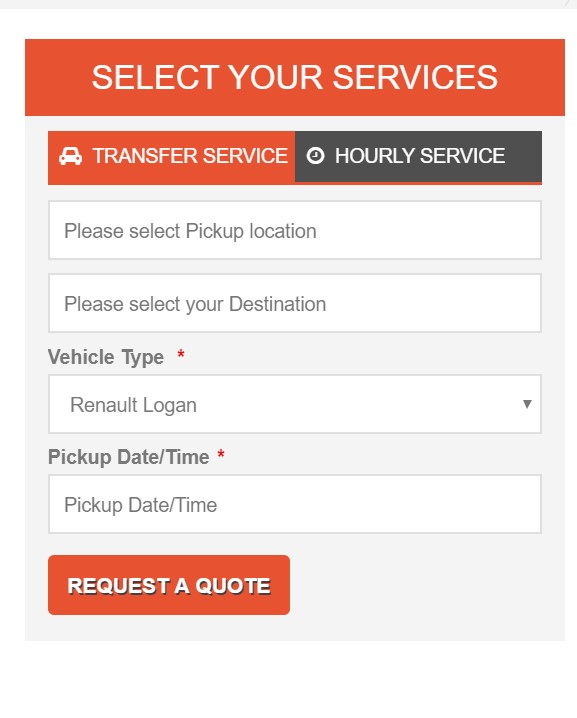 SELECT YOUR SERVICES
TRANSFER SERVICE HOURLY SERVICE
Please select Pickup location
Please select your Destination
Vehicle Type *
Renault Logan
Pickup Date/Time *
Pickup Date/Time
REQUEST A QUOTE